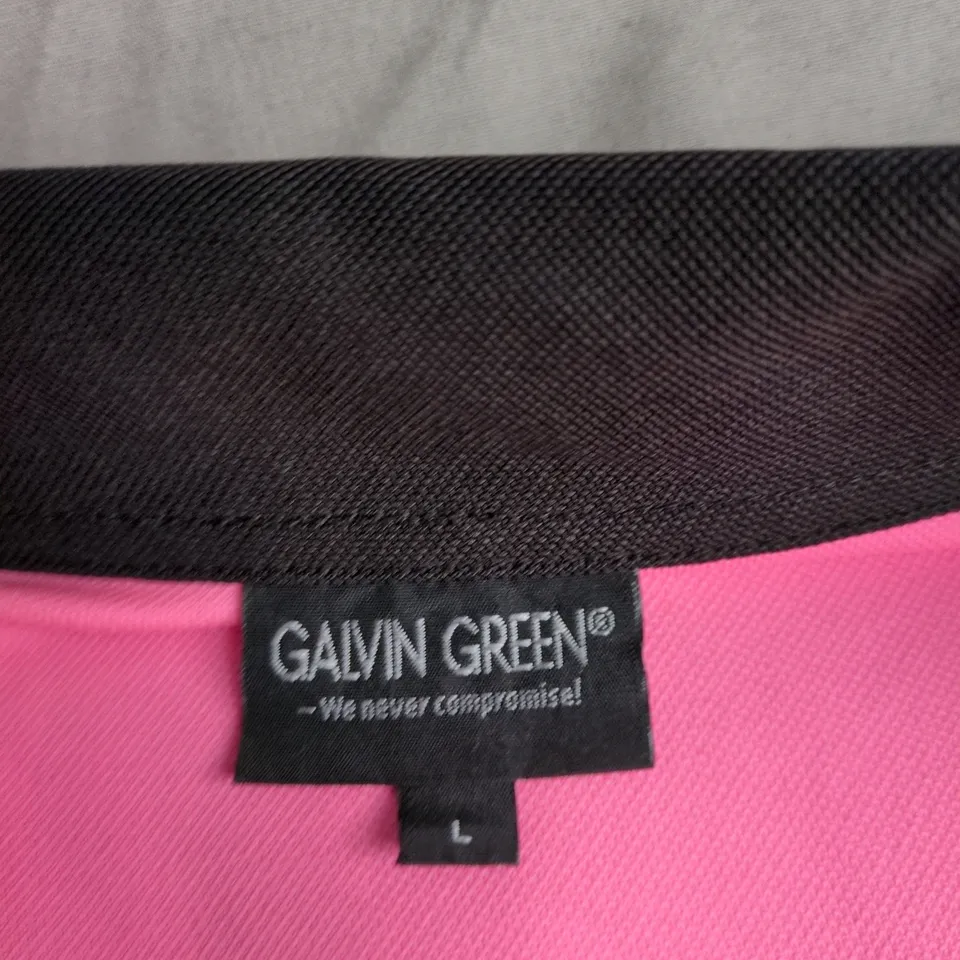 GALVIN GREEN®
– We never compromise!
L